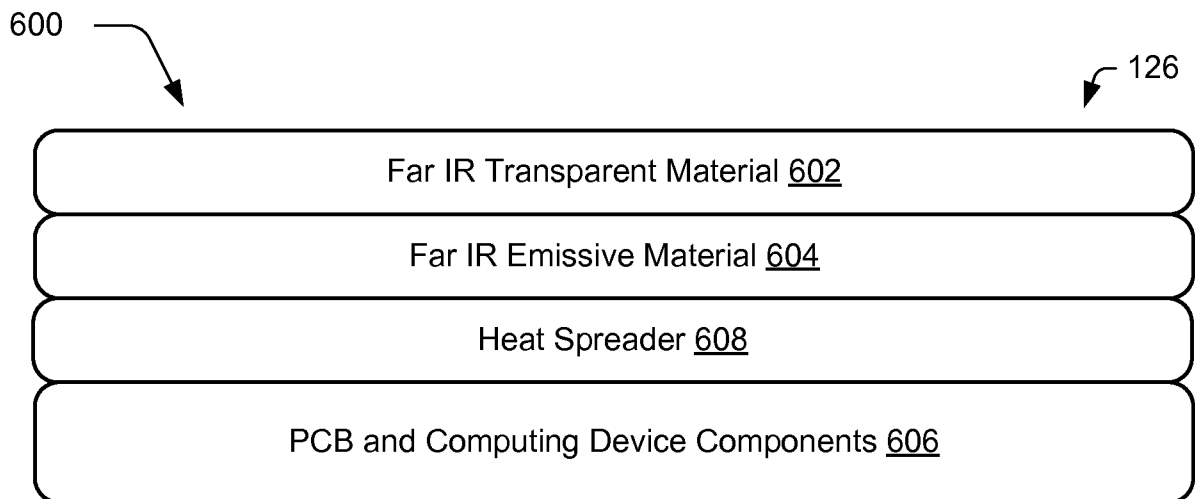 600
126
Far IR Transparent Material 602
Far IR Emissive Material 604
Heat Spreader 608
PCB and Computing Device Components 606